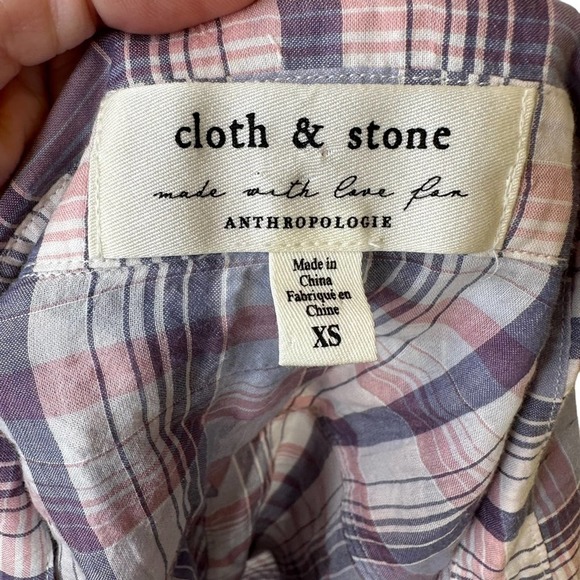 cloth & stone
made with love for
ANTHROPOLOGIE
Made in
China
Fabriqué en
Chine
XS